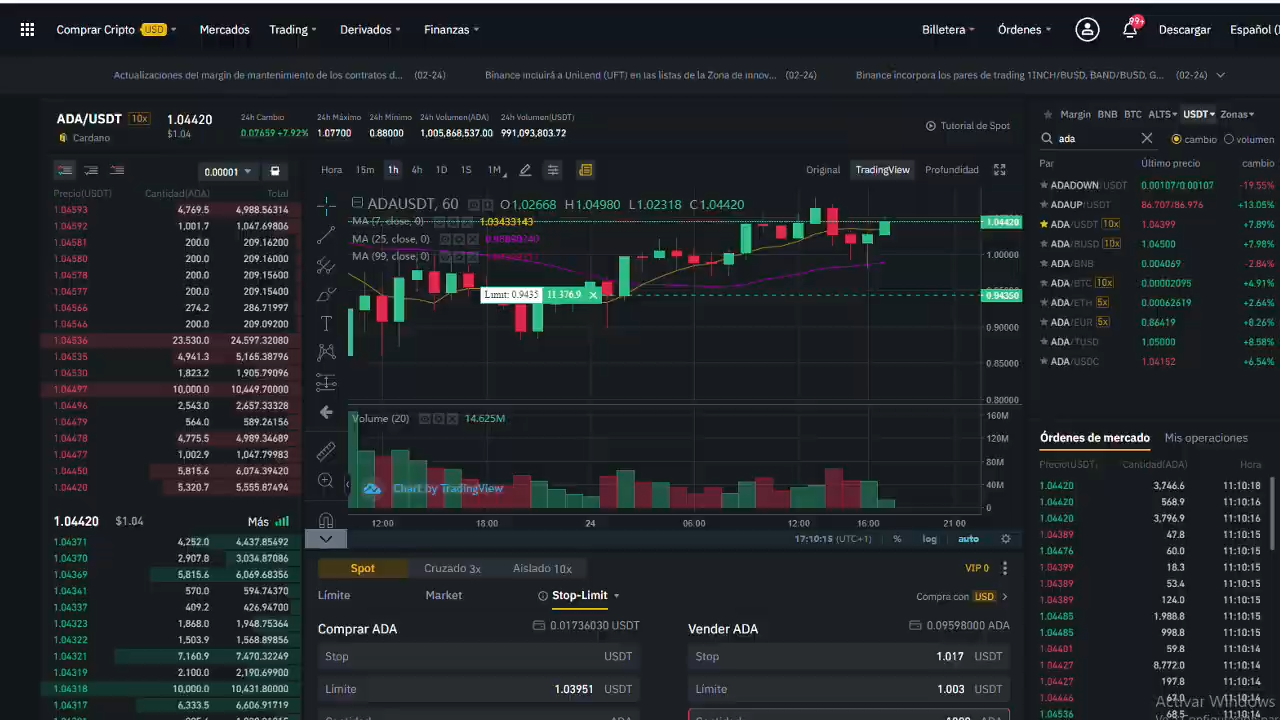 Comprar Cripto USD Mercados Trading Derivados Finanzas Billetera Órdenes 99+ Descargar Español (
Actualizaciones del margin de mantenimiento de los contratos d... (02-24) Binance incluirá a UniLend (UFT) en las listas de la Zona de innov... (02-24) Binance incorpora los pares de trading 1INCH/BUSD, BAND/BUSD, G... (02-24)
ADA/USDT 10x 1.04420 24h Cambio 24h Máximo 24h Mínimo 24h Volumen(ADA) 24h Volumen(USDT)
Cardano $1.04 0.07659 +7.92% 1.07700 0.88000 1,005,868,537.00 991,093,803.72
Tutorial de Spot
0.00001
Precio(USDT) Cantidad(ADA) Total
1.04593 4,769.5 4,988.56314
1.04592 1,001.7 1,047.69806
1.04581 200.0 209.16200
1.04580 200.0 209.16000
1.04578 200.0 209.15600
1.04577 200.0 209.15400
1.04566 274.2 286.71997
1.04546 200.0 209.09200
1.04536 23,530.0 24,597.32080
1.04535 4,941.3 5,165.38796
1.04530 1,823.2 1,905.79096
1.04497 10,000.0 10,449.70000
1.04496 2,543.0 2,657.33328
1.04479 564.0 589.26156
1.04478 4,775.5 4,989.34689
1.04477 1,002.9 1,047.79983
1.04450 5,815.6 6,074.39420
1.04420 5,320.7 5,555.87494
1.04420 $1.04 Más
1.04371 4,252.0 4,437.85492
1.04370 2,907.8 3,034.87086
1.04369 5,815.6 6,069.68356
1.04341 570.0 594.74370
1.04337 409.2 426.94700
1.04323 1,868.0 1,948.75364
1.04322 1,503.9 1,568.89856
1.04321 7,160.9 7,470.32249
1.04319 2,100.0 2,190.69900
1.04318 10,000.0 10,431.80000
1.04317 6,333.5 6,606.91719
Hora 15m 1h 4h 1D 1S 1M Original TradingView Profundidad
ADAUSDT, 60 O1.02668 H1.04980 L1.02318 C1.04420
MA (7, close, 0) 1.03433143
MA (25, close, 0)
MA (99, close, 0)
Limit: 0.9435 11 376.9
1.04420
1.00000
0.94350
0.90000
0.85000
0.80000
Volume (20) 14.625M
160M
120M
80M
40M
0
Chart by TradingView
12:00 18:00 24 06:00 12:00 16:00 21:00
17:10:15 (UTC+1) % log auto
Spot Cruzado 3x Aislado 10x VIP 0
Límite Market Stop-Limit Compra con USD
Comprar ADA 0.01736030 USDT Vender ADA 0.09598000 ADA
Stop USDT Stop 1.017 USDT
Límite 1.03951 USDT Límite 1.003 USDT
Margin BNB BTC ALTS USDT Zonas
ada cambio volumen
Par Último precio cambio
ADADOWN/USDT 0.00107/0.00107 -19.55%
ADAUP/USDT 86.707/86.976 +13.05%
ADA/USDT 10x 1.04399 +7.89%
ADA/BUSD 10x 1.04500 +7.98%
ADA/BNB 0.004069 -2.84%
ADA/BTC 10x 0.00002095 +4.91%
ADA/ETH 5x 0.00062621 +2.64%
ADA/EUR 5x 0.86419 +8.26%
ADA/TUSD 1.05000 +8.58%
ADA/USDC 1.04152 +6.54%
Órdenes de mercado Mis operaciones
Precio(USDT) Cantidad(ADA) Hora
1.04420 3,746.6 11:10:18
1.04420 568.9 11:10:16
1.04420 3,796.9 11:10:16
1.04389 47.8 11:10:15
1.04476 60.0 11:10:15
1.04399 18.3 11:10:15
1.04389 53.4 11:10:15
1.04389 124.0 11:10:15
1.04485 1,988.8 11:10:15
1.04485 998.8 11:10:15
1.04401 59.8 11:10:14
1.04427 8,772.0 11:10:14
1.04427 197.8 11:10:14
1.04446 67.0 11:10:14
1.04536 68.5 11:10:14
Activar Windows